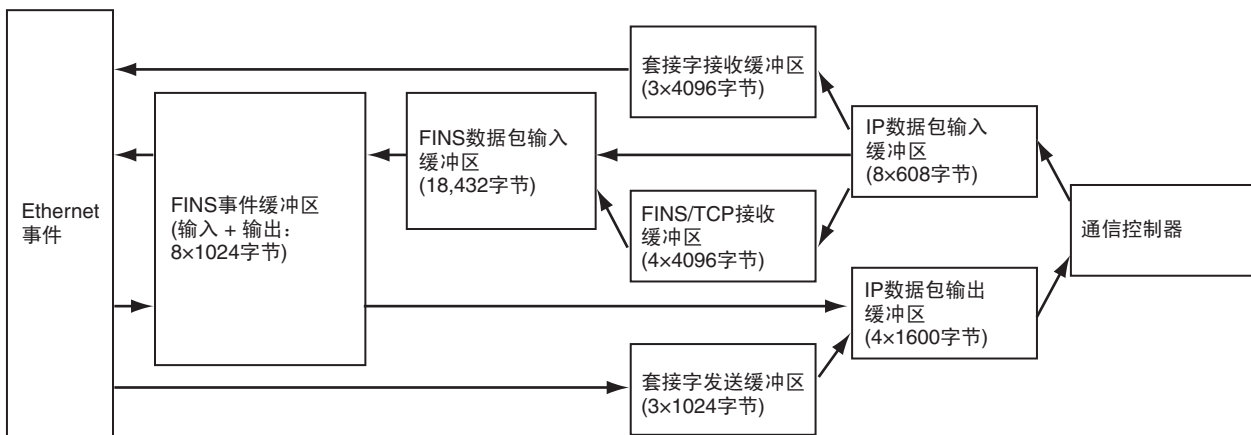 Ethernet
事件
FINS事件缓冲区
(输入 + 输出:
8×1024字节)
FINS数据包输入
缓冲区
(18,432字节)
套接字接收缓冲区
(3×4096字节)
FINS/TCP接收
缓冲区
(4×4096字节)
套接字发送缓冲区
(3×1024字节)
IP数据包输入
缓冲区
(8×608字节)
IP数据包输出
缓冲区
(4×1600字节)
通信控制器